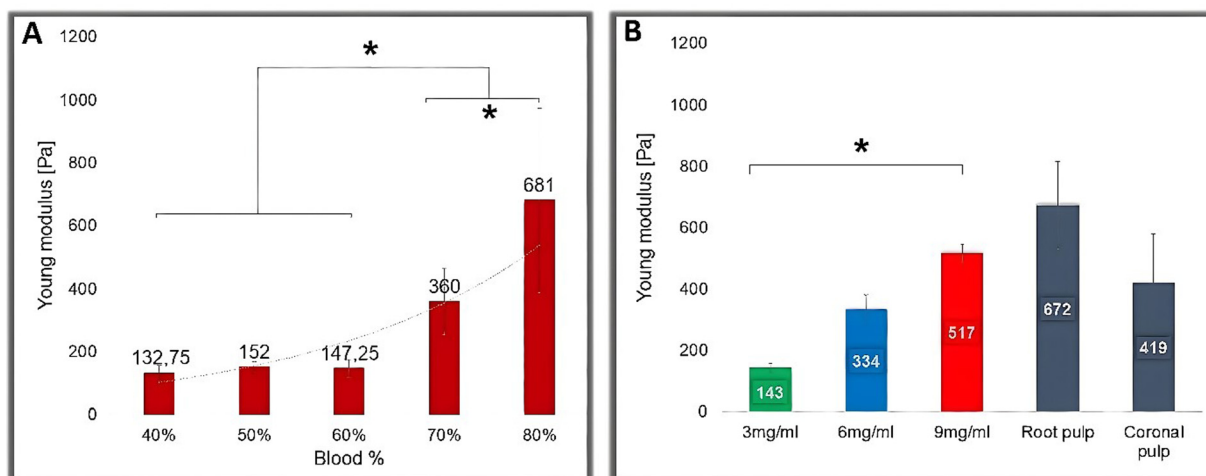 A
1200
1000
800
600
400
200
0
Young modulus [Pa]
*
*
132,75
152
147,25
360
681
40%
50%
60%
70%
80%
Blood %
B
1200
1000
800
600
400
200
0
Young modulus [Pa]
*
143
334
517
672
419
3mg/ml
6mg/ml
9mg/ml
Root pulp
Coronal
pulp